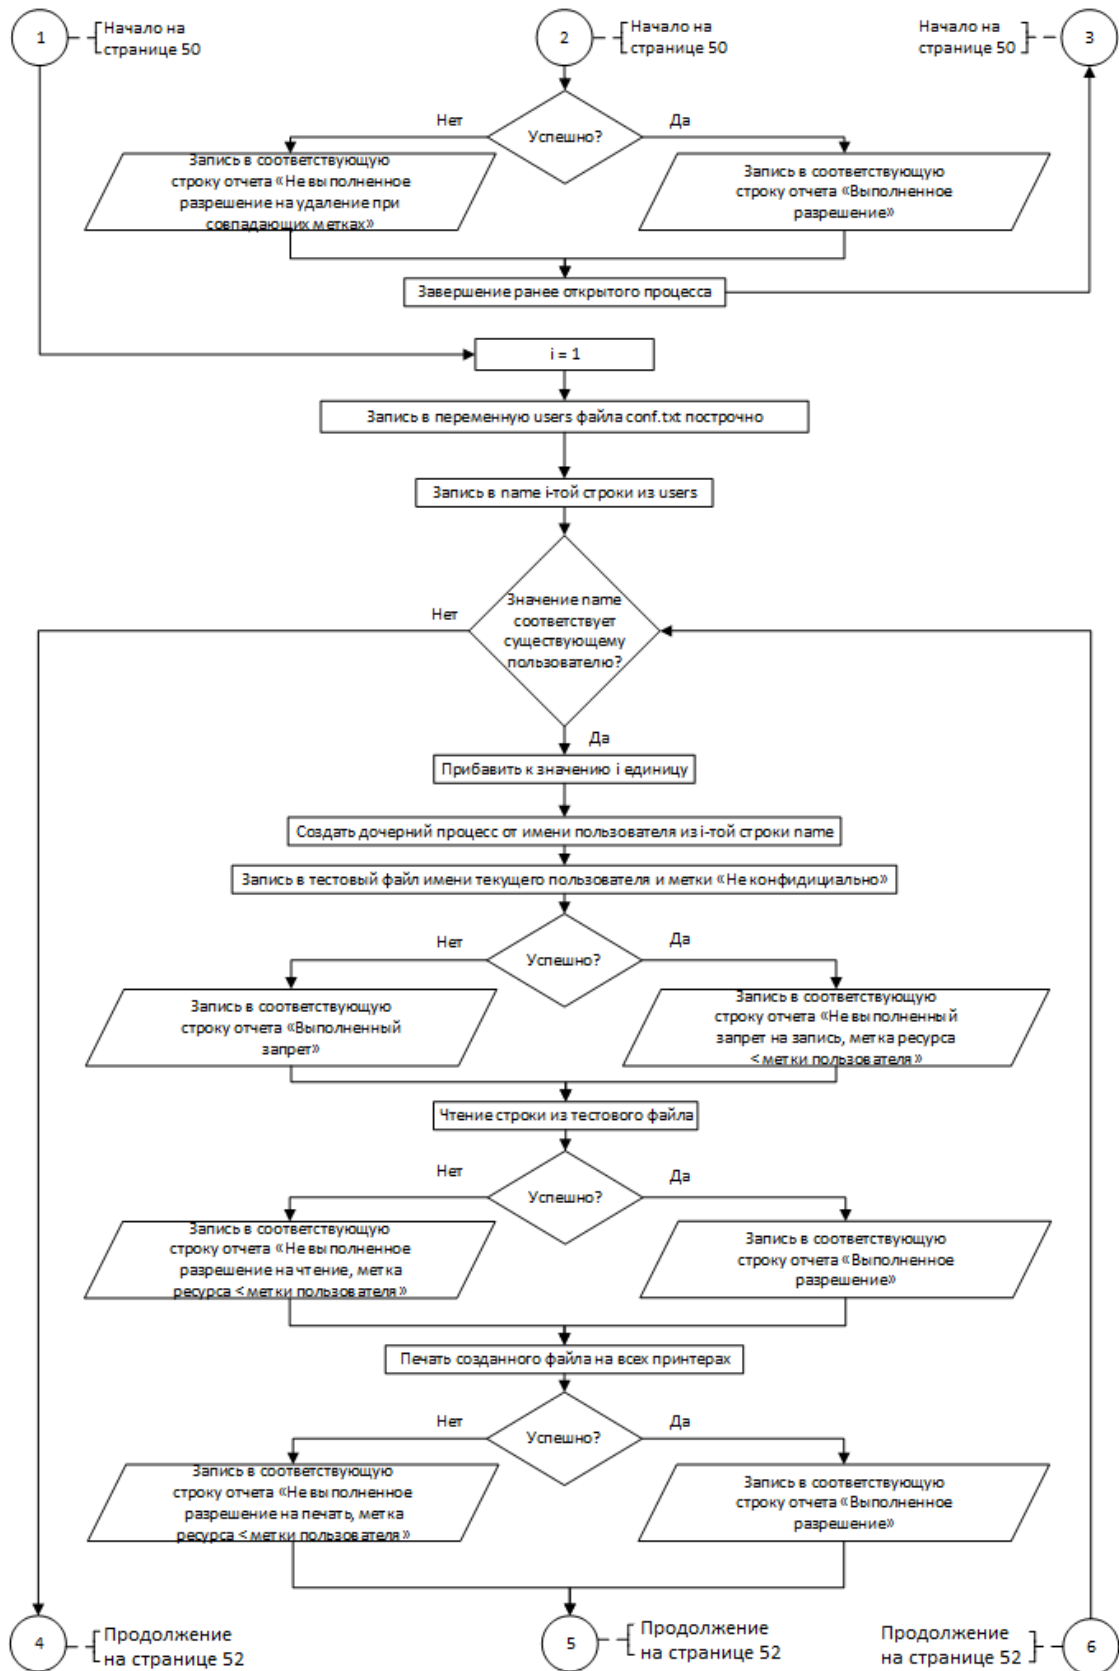 1
Начало на
странице 50
2
Начало на
странице 50
Начало на
странице 50
3
Нет
Успешно?
Да
Запись в соответствующую
строку отчета «Не выполненное
разрешение на удаление при
совпадающих метках»
Запись в соответствующую
строку отчета «Выполненное
разрешение»
Завершение ранее открытого процесса
i = 1
Запись в переменную users файла conf.txt построчно
Запись в name i-той строки из users
Нет
Значение name
соответствует
существующему
пользователю?
Да
Прибавить к значению i единицу
Создать дочерний процесс от имени пользователя из i-той строки name
Запись в тестовый файл имени текущего пользователя и метки «Не конфидициально»
Нет
Успешно?
Да
Запись в соответствующую
строку отчета «Выполненный
запрет»
Запись в соответствующую
строку отчета «Не выполненный
запрет на запись, метка ресурса
< метки пользователя»
Чтение строки из тестового файла
Нет
Успешно?
Да
Запись в соответствующую
строку отчета «Не выполненное
разрешение на чтение, метка
ресурса < метки пользователя»
Запись в соответствующую
строку отчета «Выполненное
разрешение»
Печать созданного файла на всех принтерах
Нет
Успешно?
Да
Запись в соответствующую
строку отчета «Не выполненное
разрешение на печать, метка
ресурса < метки пользователя»
Запись в соответствующую
строку отчета «Выполненное
разрешение»
4
Продолжение
на странице 52
5
Продолжение
на странице 52
Продолжение
на странице 52
6